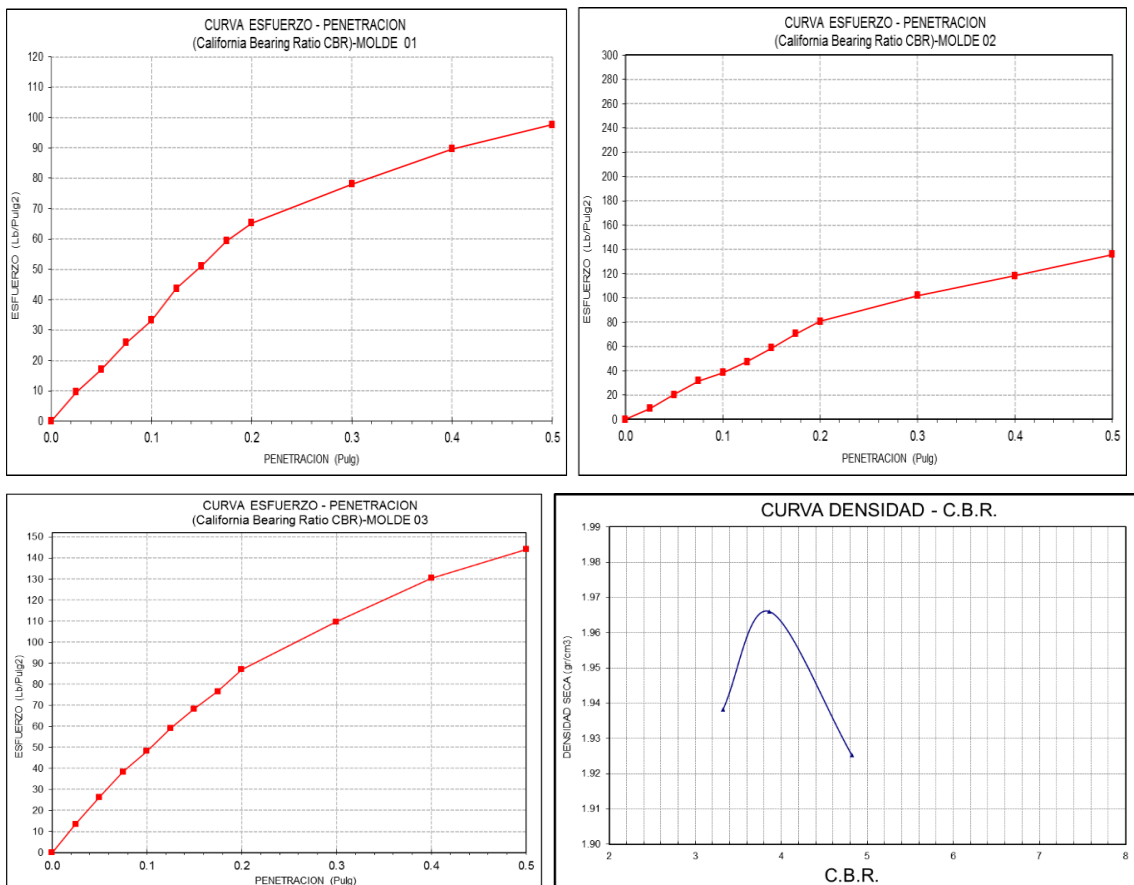 CURVA ESFUERZO - PENETRACION
(California Bearing Ratio CBR)-MOLDE 01
120
110
100
90
80
70
60
50
40
30
20
10
0
ESFUERZO (Lb/Pulg2)
0.0 0.1 0.2 0.3 0.4 0.5
PENETRACION (Pulg)
CURVA ESFUERZO - PENETRACION
(California Bearing Ratio CBR)-MOLDE 02
300
280
260
240
220
200
180
160
140
120
100
80
60
40
20
0
ESFUERZO (Lb/Pulg2)
0.0 0.1 0.2 0.3 0.4 0.5
PENETRACION (Pulg)
CURVA ESFUERZO - PENETRACION
(California Bearing Ratio CBR)-MOLDE 03
150
140
130
120
110
100
90
80
70
60
50
40
30
20
10
0
ESFUERZO (Lb/Pulg2)
0.0 0.1 0.2 0.3 0.4 0.5
PENETRACION (Pulg)
CURVA DENSIDAD - C.B.R.
1.99
1.98
1.97
1.96
1.95
1.94
1.93
1.92
1.91
1.90
DENSIDAD SECA (gr/cm3)
2 3 4 5 6 7 8
C.B.R.